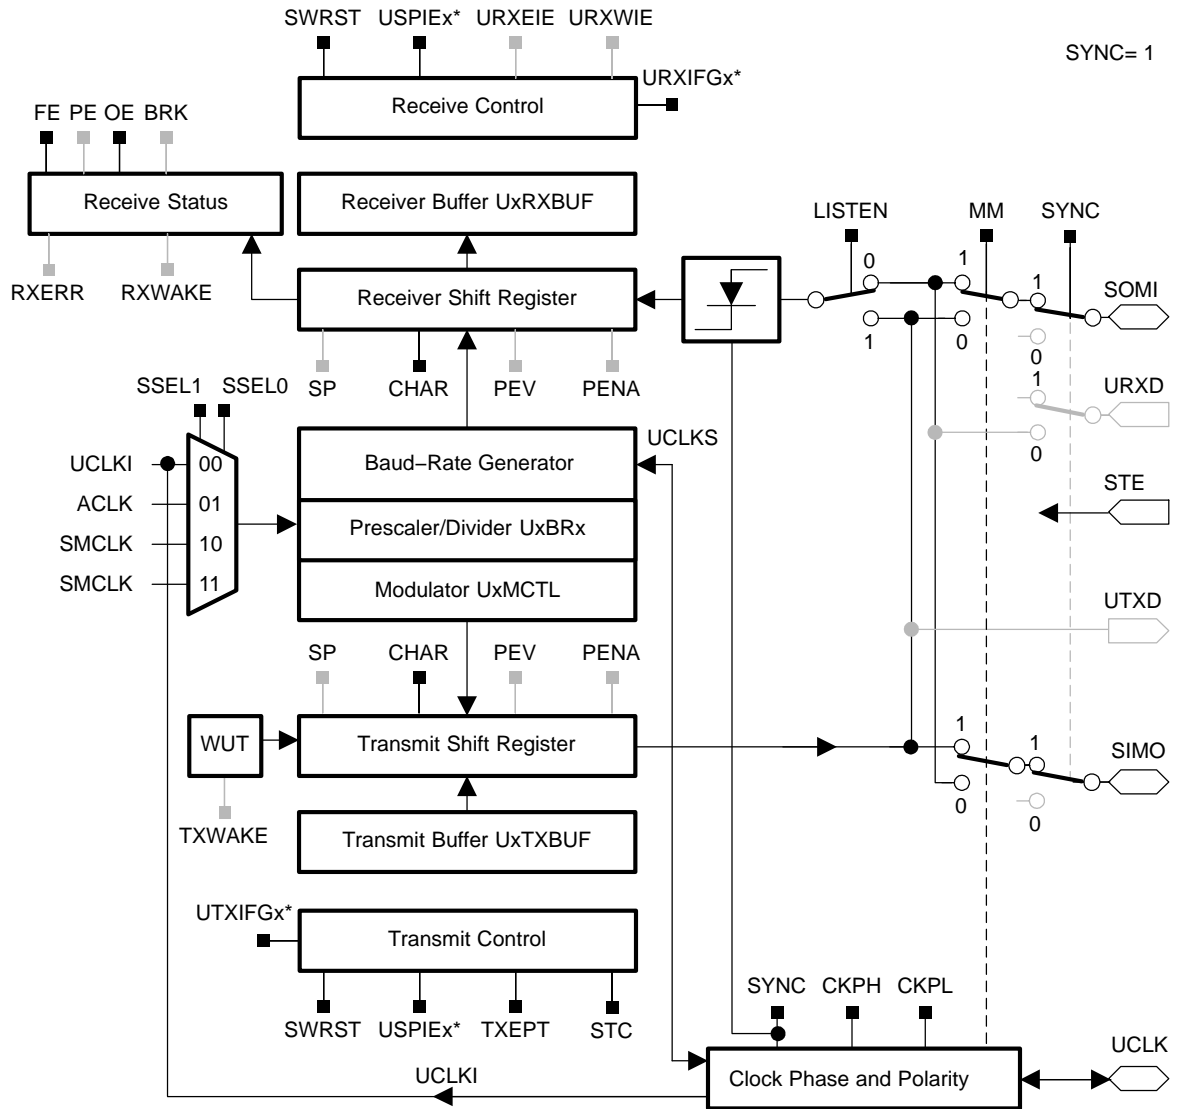 SWRST USPIEx* URXEIE URXWIE
SYNC= 1
URXIFGx*
Receive Control
FE PE OE BRK
Receive Status
Receiver Buffer UxRXBUF
LISTEN MM SYNC
0
1
1
SOMI
RXERR RXWAKE
Receiver Shift Register
1
0
0
SP CHAR PEV PENA
SSEL1 SSEL0
1
URXD
UCLKS
0
UCLKI
00
Baud–Rate Generator
ACLK
01
STE
Prescaler/Divider UxBRx
SMCLK
10
SMCLK
11
Modulator UxMCTL
UTXD
SP CHAR PEV PENA
WUT
Transmit Shift Register
1
1
SIMO
0
0
TXWAKE
Transmit Buffer UxTXBUF
UTXIFGx*
Transmit Control
SYNC CKPH CKPL
SWRST USPIEx* TXEPT STC
UCLK
UCLKI
Clock Phase and Polarity